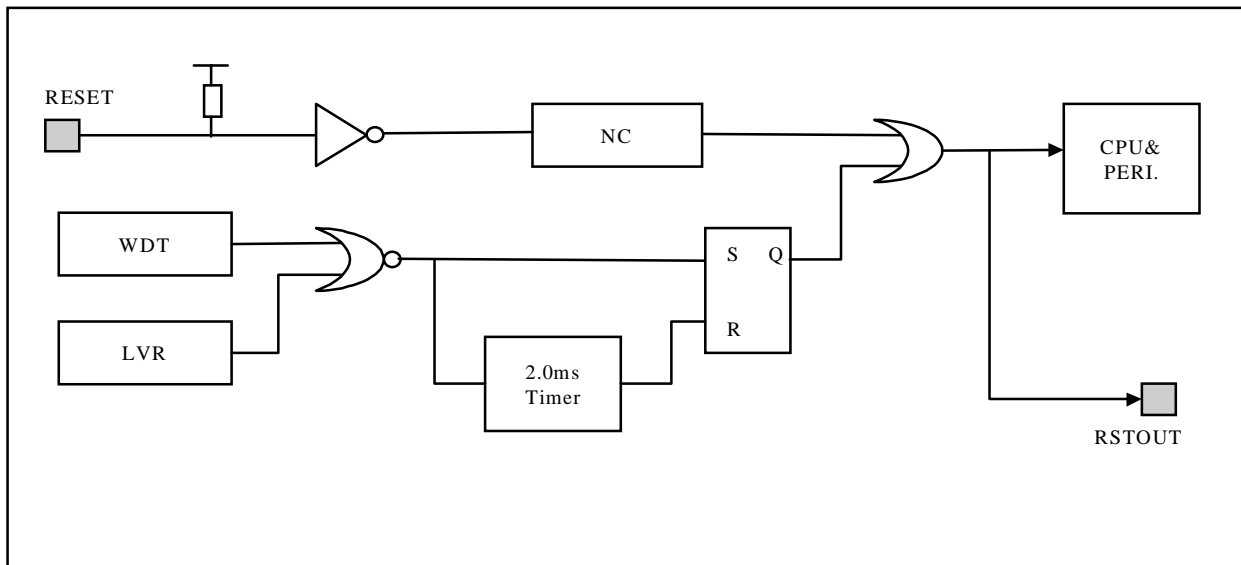 RESET
NC
CPU&
PERI.
WDT
S Q
R
LVR
2.0ms
Timer
RSTOUT